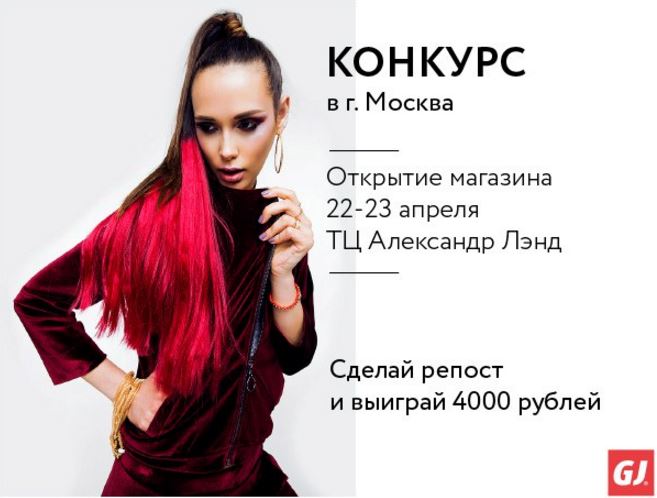 КОНКУРС
в г. Москва
Открытие магазина
22-23 апреля
ТЦ Александр Лэнд
Сделай репост
и выиграй 4000 рублей
GJ.